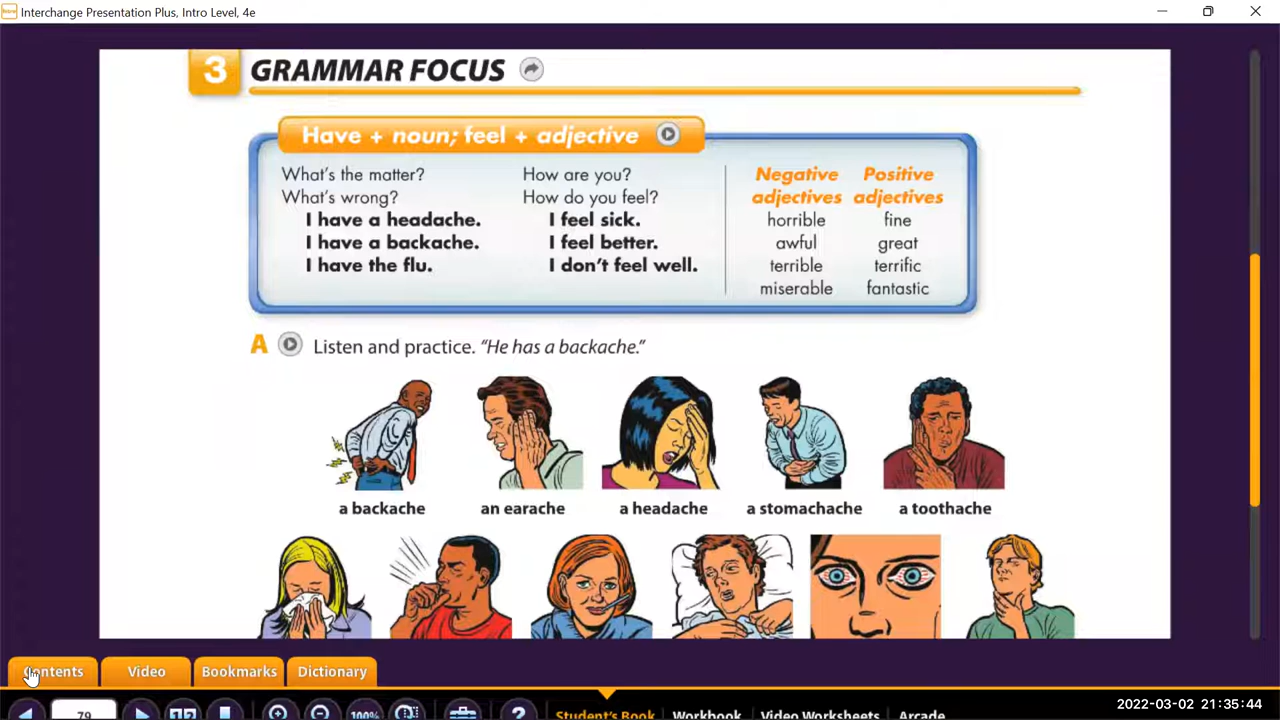 Interchange Presentation Plus, Intro Level, 4e
3 GRAMMAR FOCUS
Have + noun; feel + adjective
What's the matter?
What's wrong?
I have a headache.
I have a backache.
I have the flu.
How are you?
How do you feel?
I feel sick.
I feel better.
I don't feel well.
Negative adjectives
horrible
awful
terrible
miserable
Positive adjectives
fine
great
terrific
fantastic
A Listen and practice. "He has a backache."
a backache an earache a headache a stomachache a toothache
Contents Video Bookmarks Dictionary
79 100% ? Student's Book Workbook Video Worksheets Arcade
2022-03-02 21:35:44